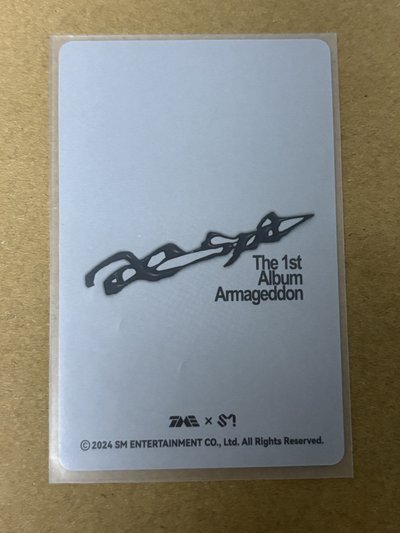 aespa
The 1st
Album
Armageddon
TME × SM
© 2024 SM ENTERTAINMENT CO., Ltd. All Rights Reserved.